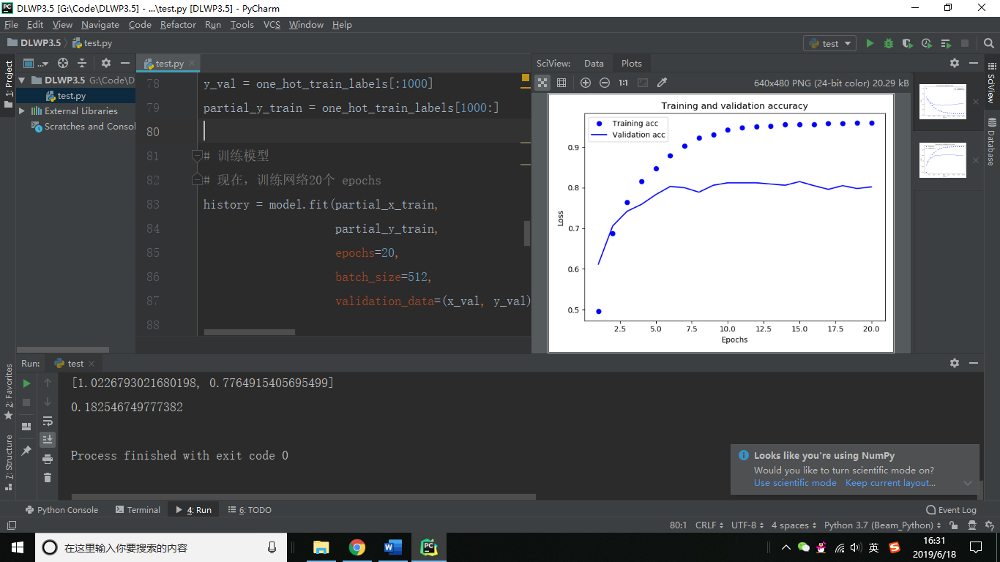 DLWP3.5 [G:\Code\DLWP3.5] - ...\test.py [DLWP3.5] - PyCharm
File Edit View Navigate Code Refactor Run Tools VCS Window Help
DLWP3.5 test.py test
1: Project
DLWP3.5 G:\Code\D
test.py
External Libraries
Scratches and Consol
test.py
78 y_val = one_hot_train_labels[:1000]
79 partial_y_train = one_hot_train_labels[1000:]
80
81 # 训练模型
82 # 现在，训练网络20个 epochs
83 history = model.fit(partial_x_train,
84 partial_y_train,
85 epochs=20,
86 batch_size=512,
87 validation_data=(x_val, y_val)
88
SciView: Data Plots
1:1 640x480 PNG (24-bit color) 20.29 kB
Training and validation accuracy
Training acc
Validation acc
0.9
0.8
0.7
0.6
0.5
Loss
2.5 5.0 7.5 10.0 12.5 15.0 17.5 20.0
Epochs
SciView
Database
Run: test
[1.0226793021680198, 0.7764915405695499]
0.182546749777382
Process finished with exit code 0
2: Favorites
7: Structure
Looks like you're using NumPy
Would you like to turn scientific mode on?
Use scientific mode Keep current layout...
Python Console Terminal 4: Run 6: TODO Event Log
80:1 CRLF UTF-8 4 spaces Python 3.7 (Beam_Python)
在这里输入你要搜索的内容
英
16:31
2019/6/18